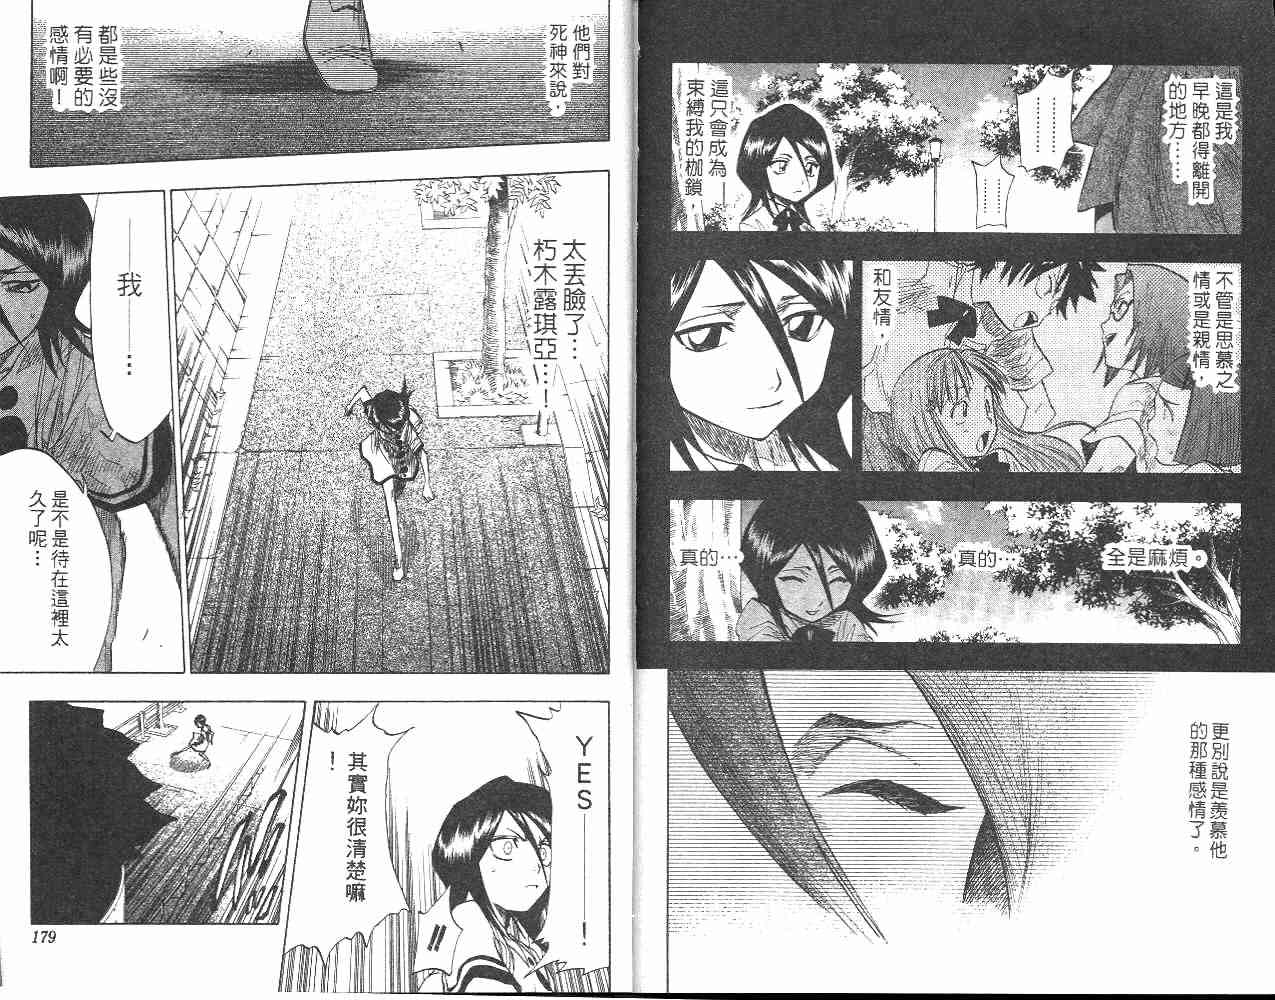 這是我
早晚都得離開
的地方……
…………
………
這只會成為—
束縛我的枷鎖,
不管是思慕之
情或是親情,
和友情,
全是麻煩。
真的…
真的…
更別說是羨慕他
的那種感情了。
他們對
死神來說,
都是些沒
有必要的
感情啊!
太丟臉了…
朽木露琪亞…!
——我——…
是不是待在這裡太
久了呢…
YES——!
其實妳很清楚嘛
!
179